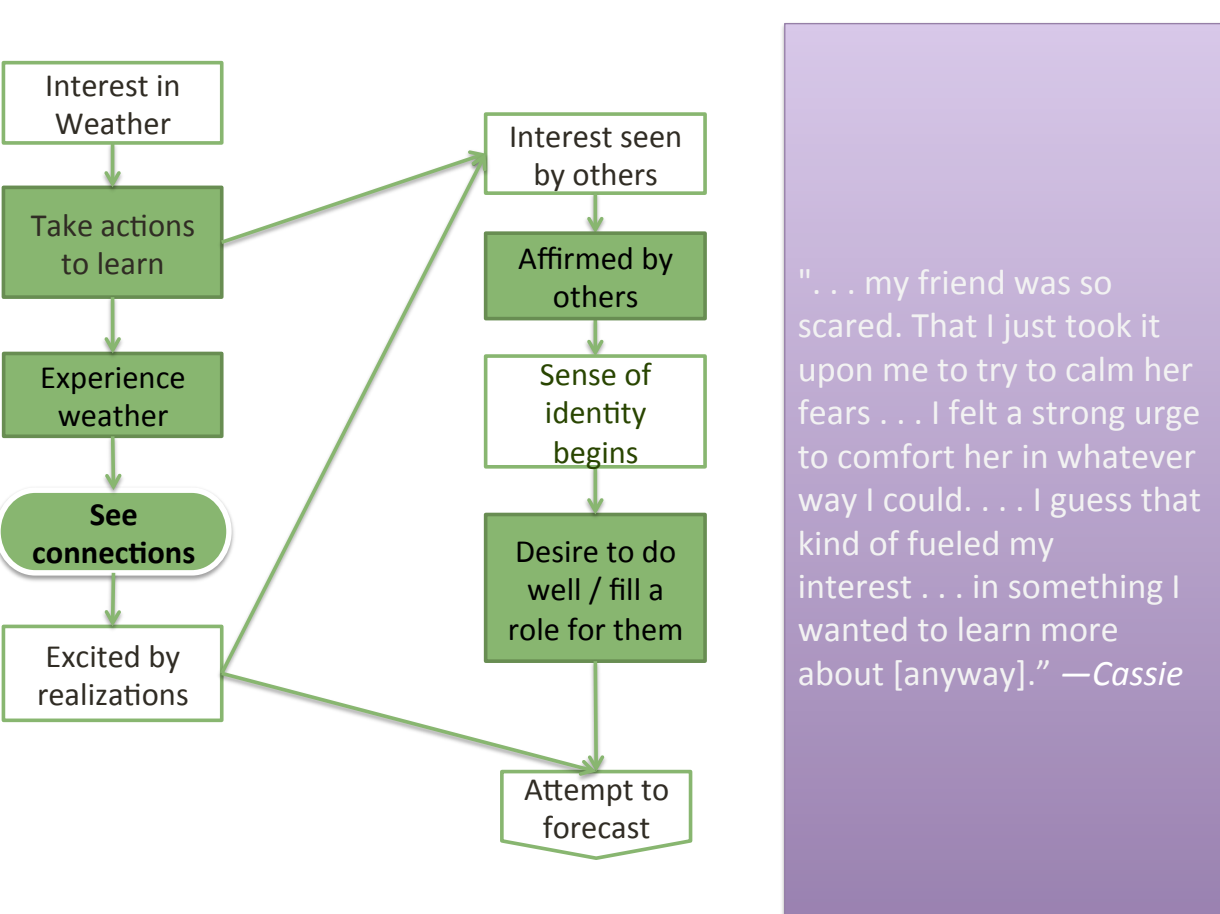 Interest in
Weather
Take actions
to learn
Experience
weather
See
connections
Excited by
realizations
Interest seen
by others
Affirmed by
others
Sense of
identity
begins
Desire to do
well / fill a
role for them
Attempt to
forecast
". . . my friend was so
scared. That I just took it
upon me to try to calm her
fears . . . I felt a strong urge
to comfort her in whatever
way I could. . . . I guess that
kind of fueled my
interest . . . in something I
wanted to learn more
about [anyway].” —Cassie